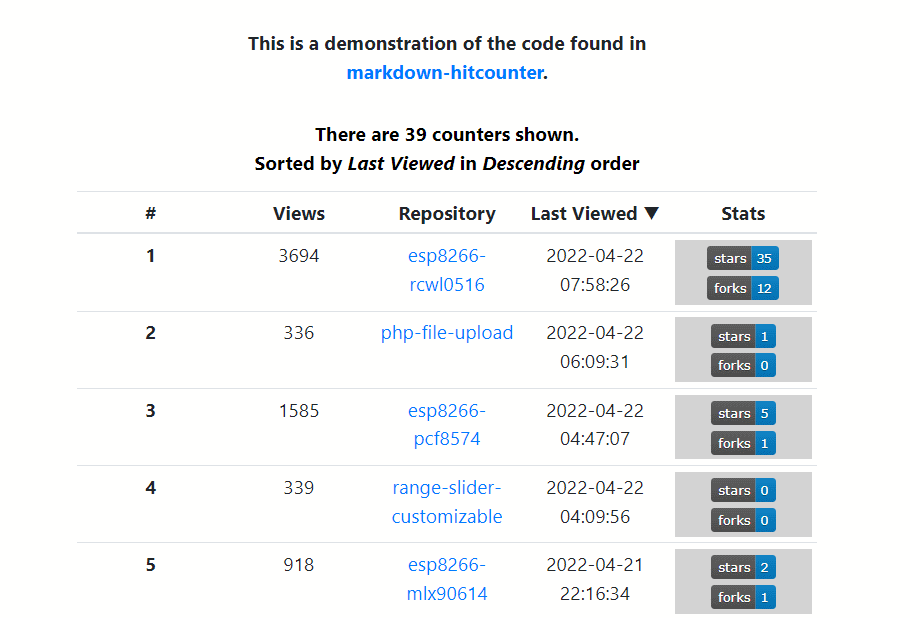 This is a demonstration of the code found in
markdown-hitcounter.
There are 39 counters shown.
Sorted by Last Viewed in Descending order
# Views Repository Last Viewed ▼ Stats
1 3694 esp8266- 2022-04-22 stars 35
rcwl0516 07:58:26 forks 12
2 336 php-file-upload 2022-04-22 stars 1
06:09:31 forks 0
3 1585 esp8266- 2022-04-22 stars 5
pcf8574 04:47:07 forks 1
4 339 range-slider- 2022-04-22 stars 0
customizable 04:09:56 forks 0
5 918 esp8266- 2022-04-21 stars 2
mlx90614 22:16:34 forks 1